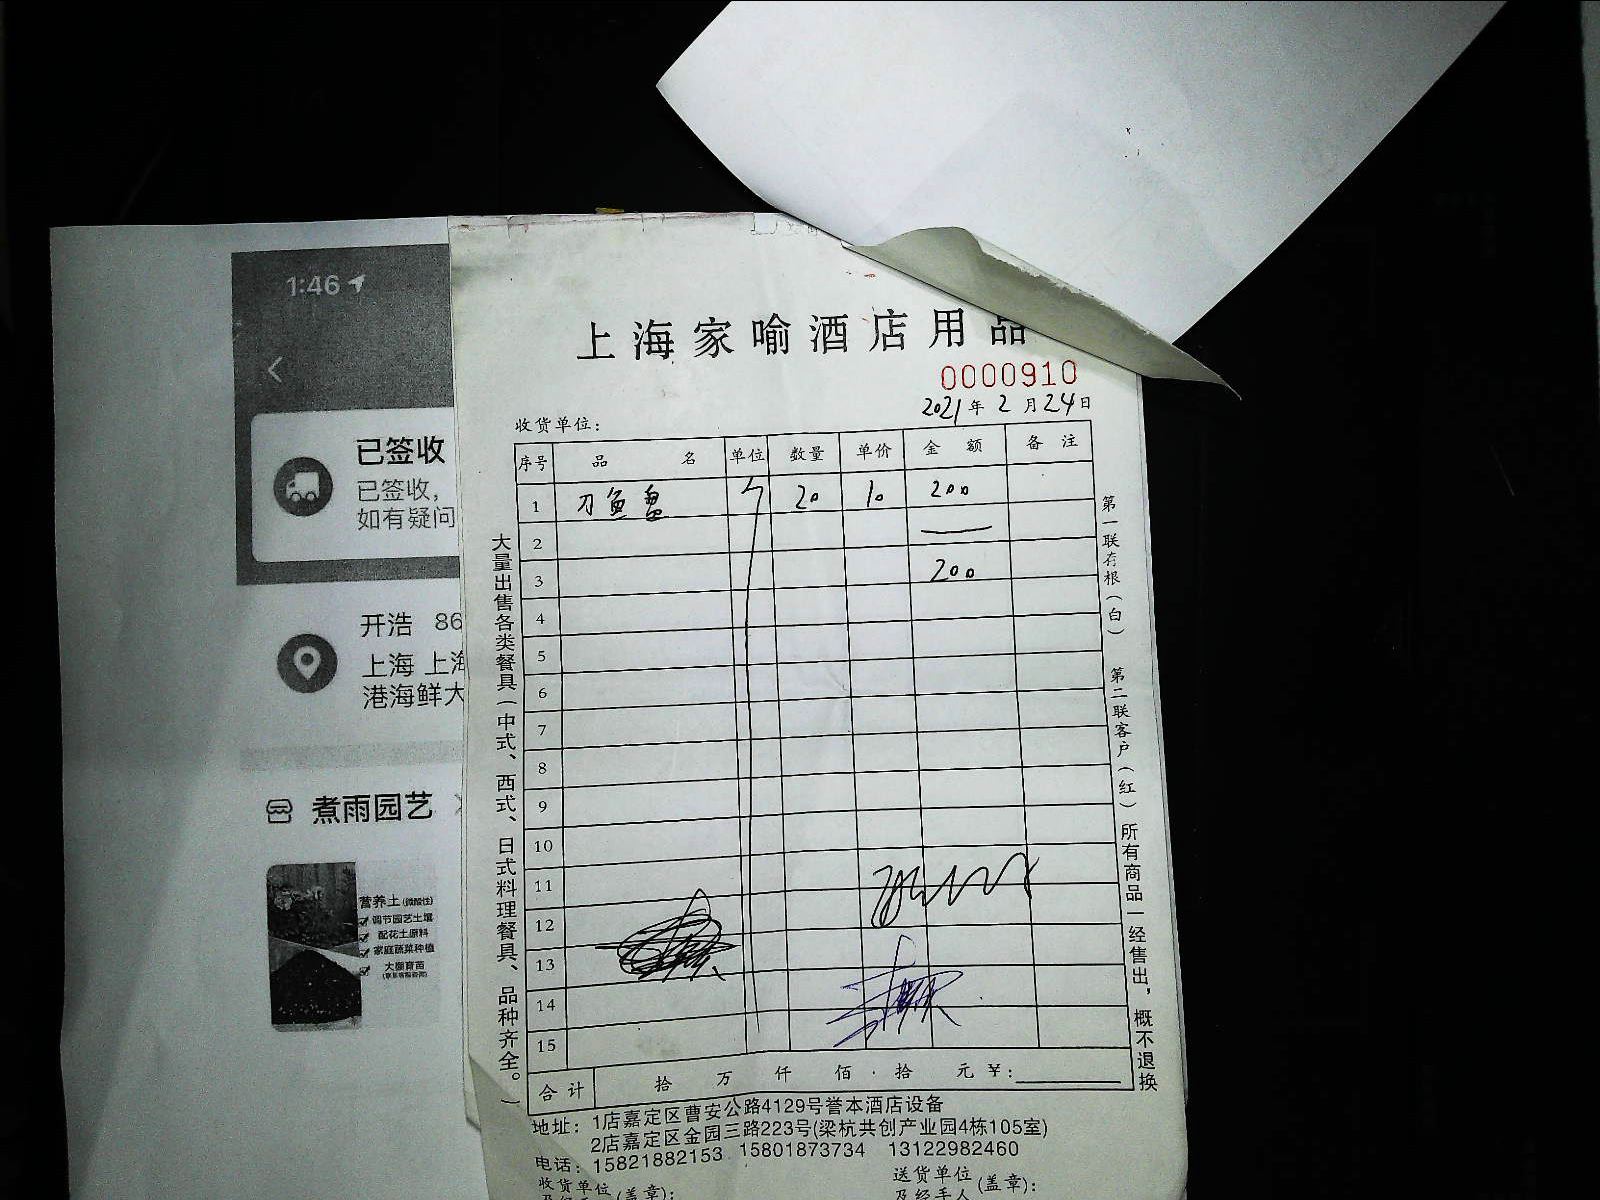 1:46
已签收
已签收，
如有疑问
开浩 86
上海 上海
港海鲜大
煮雨园艺
营养土(微酸性)
调节园艺土壤
配花土原料
家庭蔬菜种植
大棚育苗
上海家喻酒店用品
0000910
2021年2月24日
收货单位：
序号 品名 单位 数量 单价 金额 备注
1 刀鱼盘 个 20 10 200
2
3 200
4
5
6
7
8
9
10
11
12
13
14
15
合计 拾 万 仟 佰 拾 元 ¥：
大量出售各类餐具（中式、西式、日式料理餐具、品种齐全。）
第一联存根（白） 第二联客户（红） 所有商品一经售出，概不退换
地址：1店嘉定区曹安公路4129号誉本酒店设备
2店嘉定区金园三路223号(梁杭共创产业园4栋105室)
电话：15821882153 15801873734 13122982460
收货单位 (盖章)： 送货单位
及经手人 (盖章)：